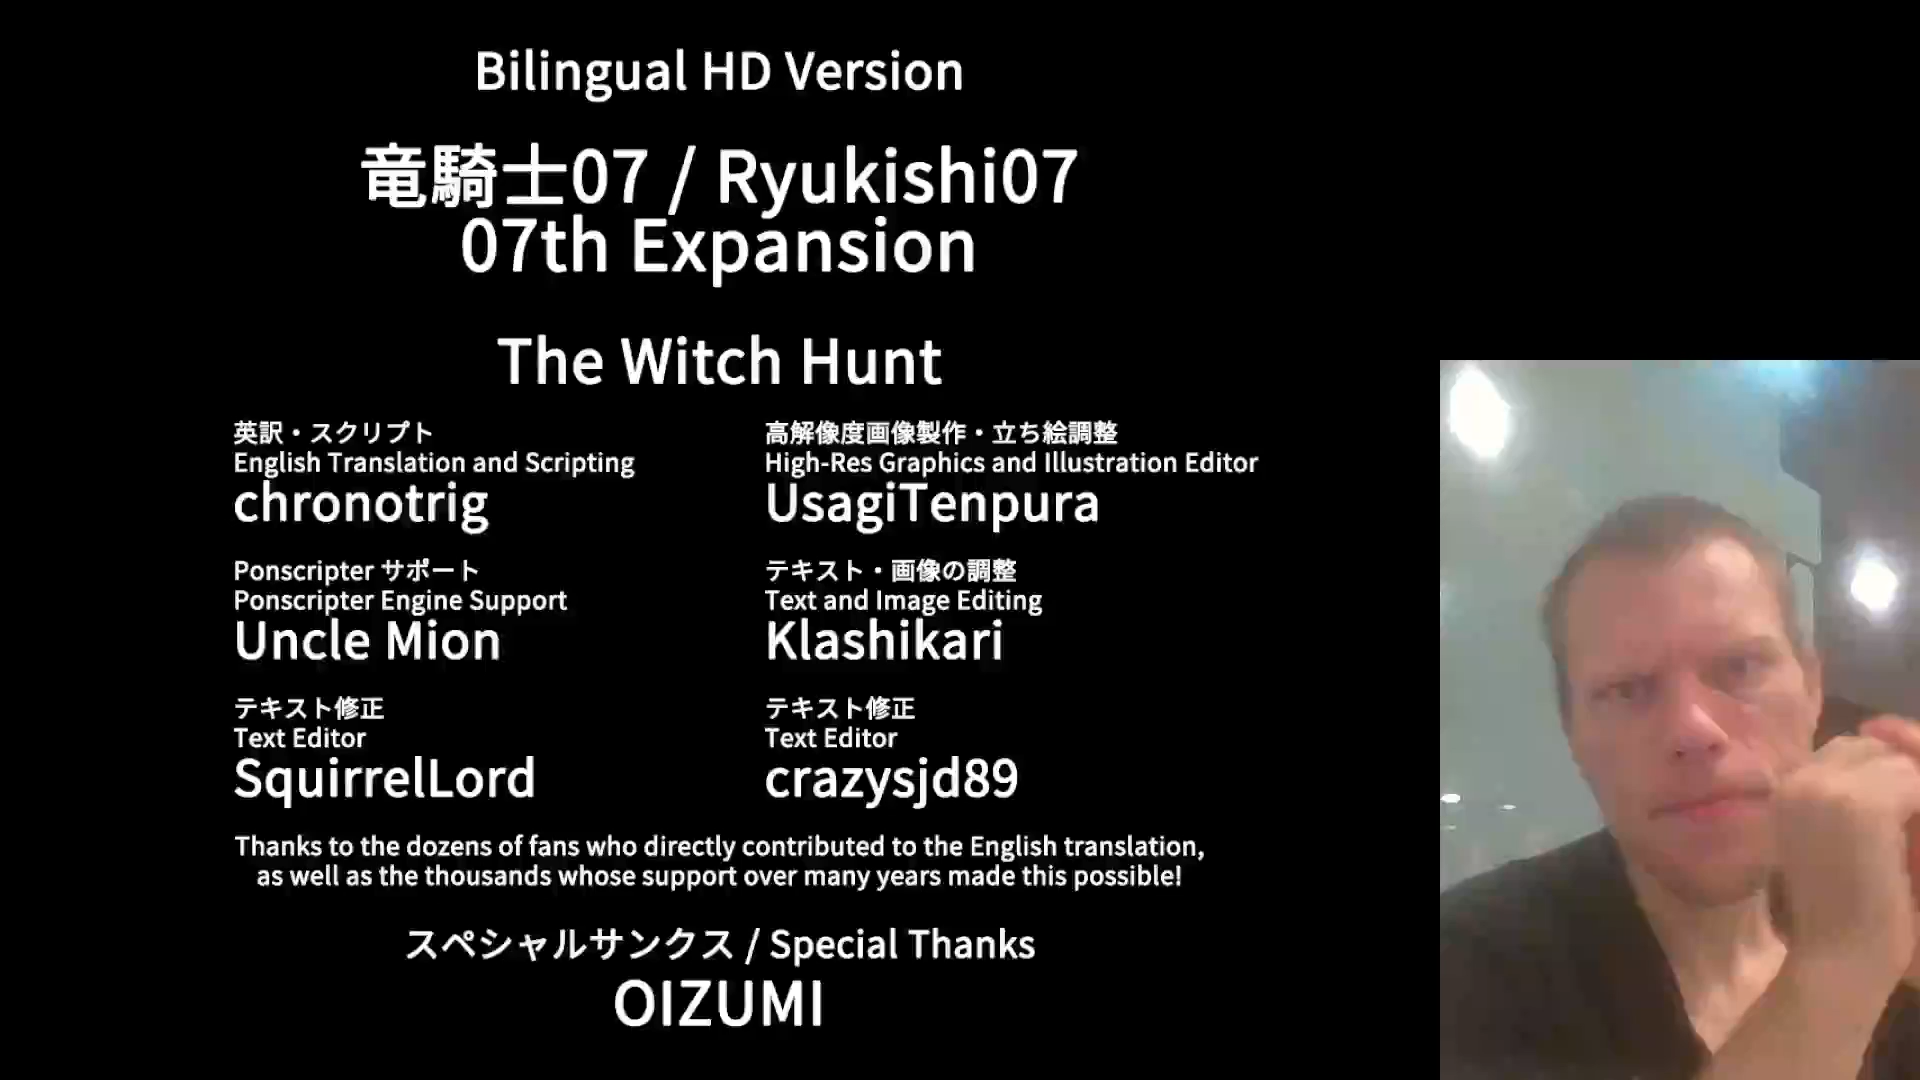 Bilingual HD Version
竜騎士07 / Ryukishi07
07th Expansion
The Witch Hunt
英訳・スクリプト
English Translation and Scripting
chronotrig
高解像度画像製作・立ち絵調整
High-Res Graphics and Illustration Editor
UsagiTenpura
Ponscripter サポート
Ponscripter Engine Support
Uncle Mion
テキスト・画像の調整
Text and Image Editing
Klashikari
テキスト修正
Text Editor
SquirrelLord
テキスト修正
Text Editor
crazysjd89
Thanks to the dozens of fans who directly contributed to the English translation,
as well as the thousands whose support over many years made this possible!
スペシャルサンクス / Special Thanks
OIZUMI